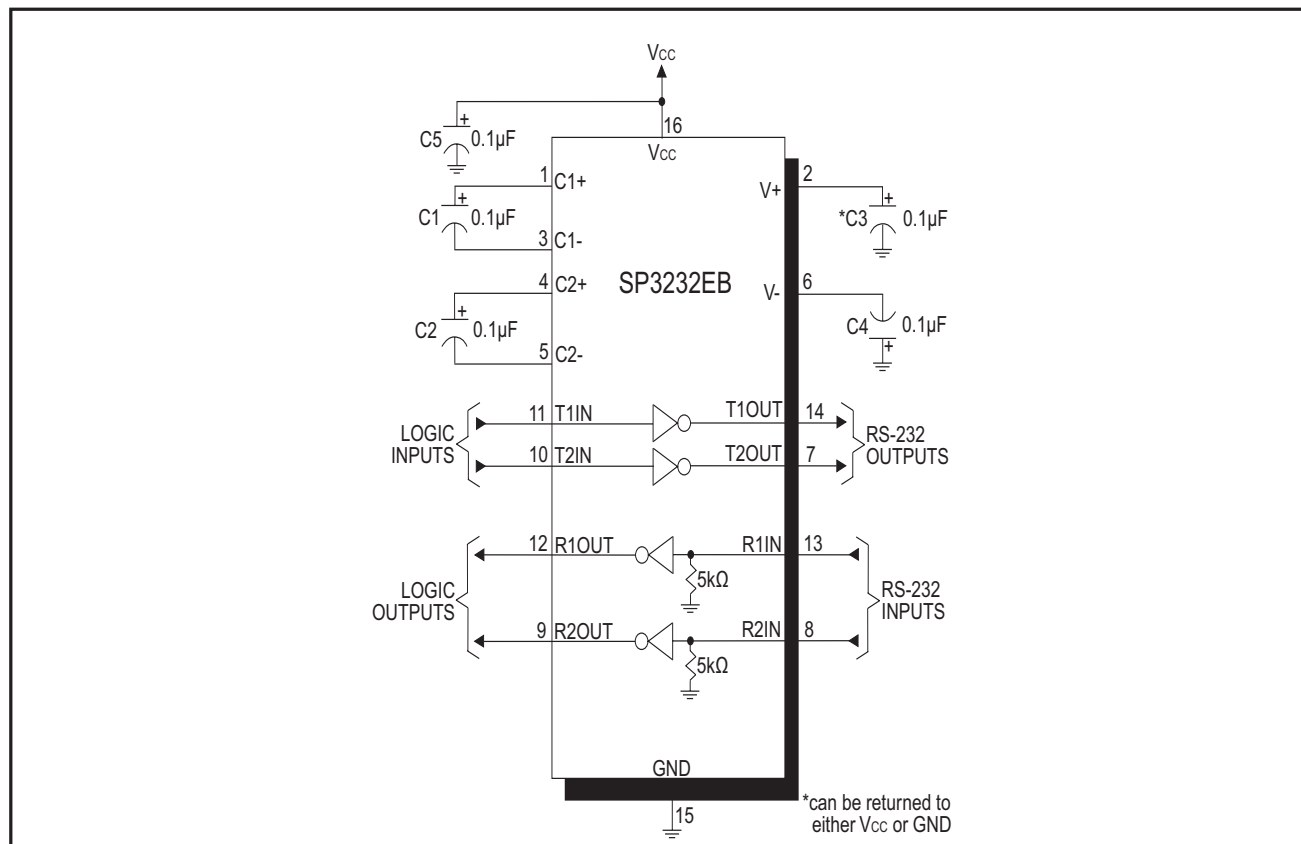 Vcc
+
C5
0.1µF
16
Vcc
1
C1+
+
C1
0.1µF
3
C1-
4
C2+
+
C2
0.1µF
5
C2-
SP3232EB
V+
2
+
*C3
0.1µF
V-
6
C4
0.1µF
+
LOGIC
INPUTS
11
T1IN
T1OUT
14
10
T2IN
T2OUT
7
RS-232
OUTPUTS
LOGIC
OUTPUTS
12
R1OUT
R1IN
13
5kΩ
9
R2OUT
R2IN
8
5kΩ
RS-232
INPUTS
GND
15
*can be returned to
either Vcc or GND